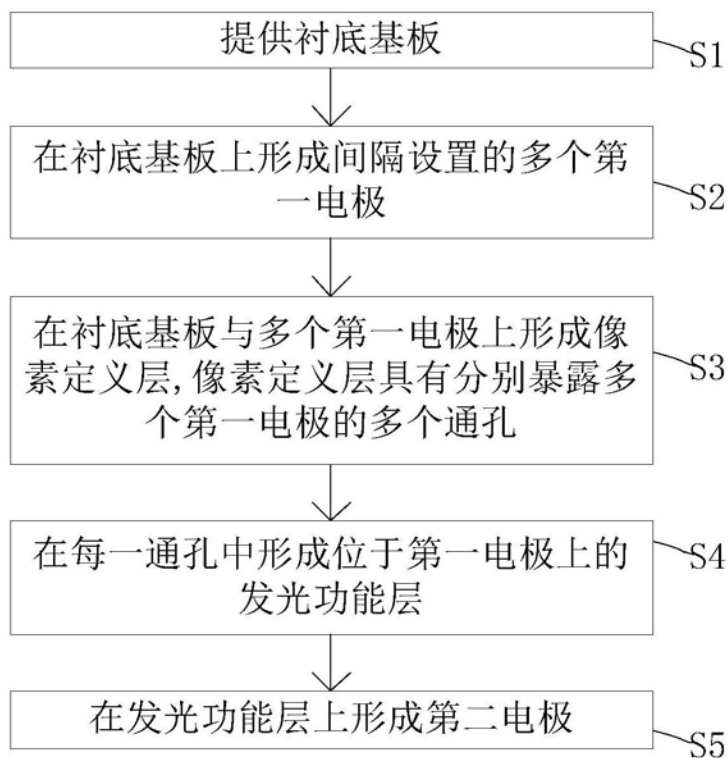 提供衬底基板
S1
在衬底基板上形成间隔设置的多个第
一电极
S2
在衬底基板与多个第一电极上形成像
素定义层,像素定义层具有分别暴露多
个第一电极的多个通孔
S3
在每一通孔中形成位于第一电极上的
发光功能层
S4
在发光功能层上形成第二电极
S5